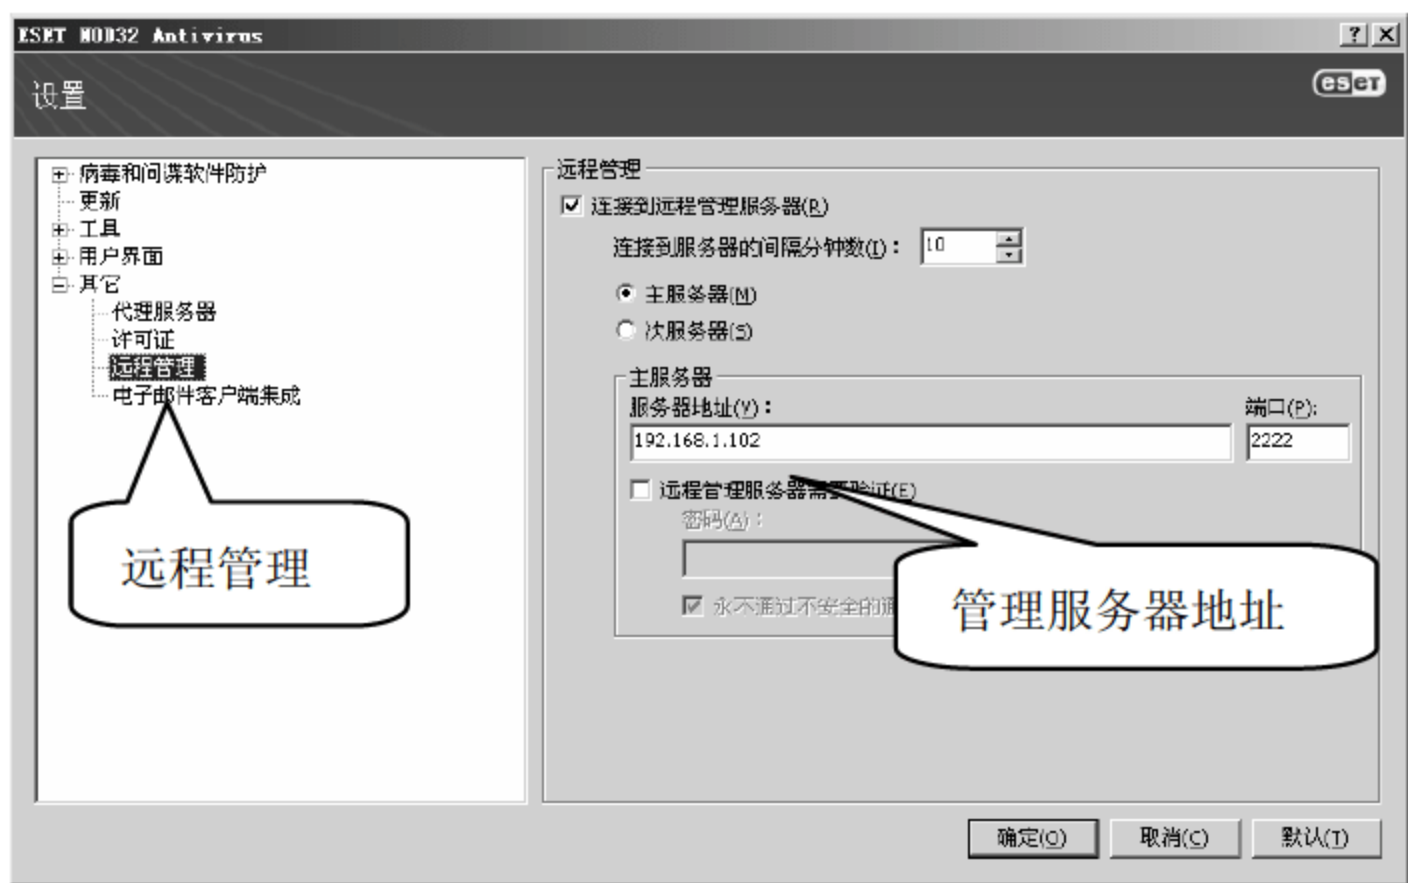 ESET NOD32 Antivirus
设置
eseT
病毒和间谍软件防护
更新
工具
用户界面
其它
代理服务器
许可证
远程管理
电子邮件客户端集成
远程管理
远程管理
连接到远程管理服务器(R)
连接到服务器的间隔分钟数(I)： 10
主服务器(M)
次服务器(S)
主服务器
服务器地址(V)： 端口(P):
192.168.1.102 2222
远程管理服务器需要验证(E)
密码(A)：
永不通过不安全的通
管理服务器地址
确定(O) 取消(C) 默认(T)